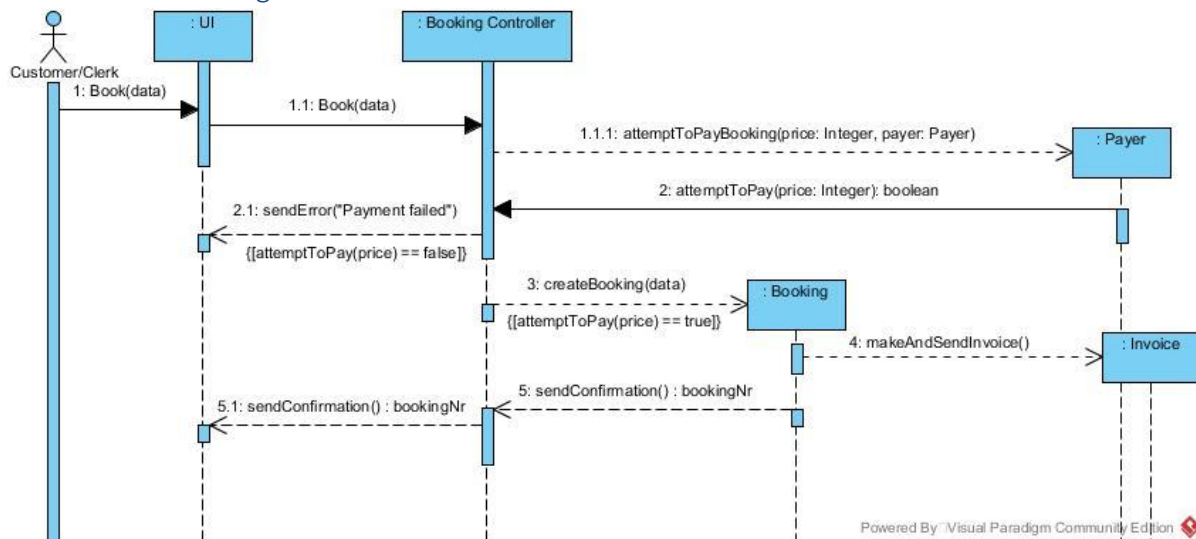 : UI
: Booking Controller
Customer/Clerk
1: Book(data)
1.1: Book(data)
1.1.1: attemptToPayBooking(price: Integer, payer: Payer)
: Payer
2: attemptToPay(price: Integer): boolean
2.1: sendError("Payment failed")
{[attemptToPay(price) == false]}
3: createBooking(data)
: Booking
{[attemptToPay(price) == true]}
4: makeAndSendInvoice()
: Invoice
5: sendConfirmation() : bookingNr
5.1: sendConfirmation() : bookingNr
Powered By Visual Paradigm Community Edition